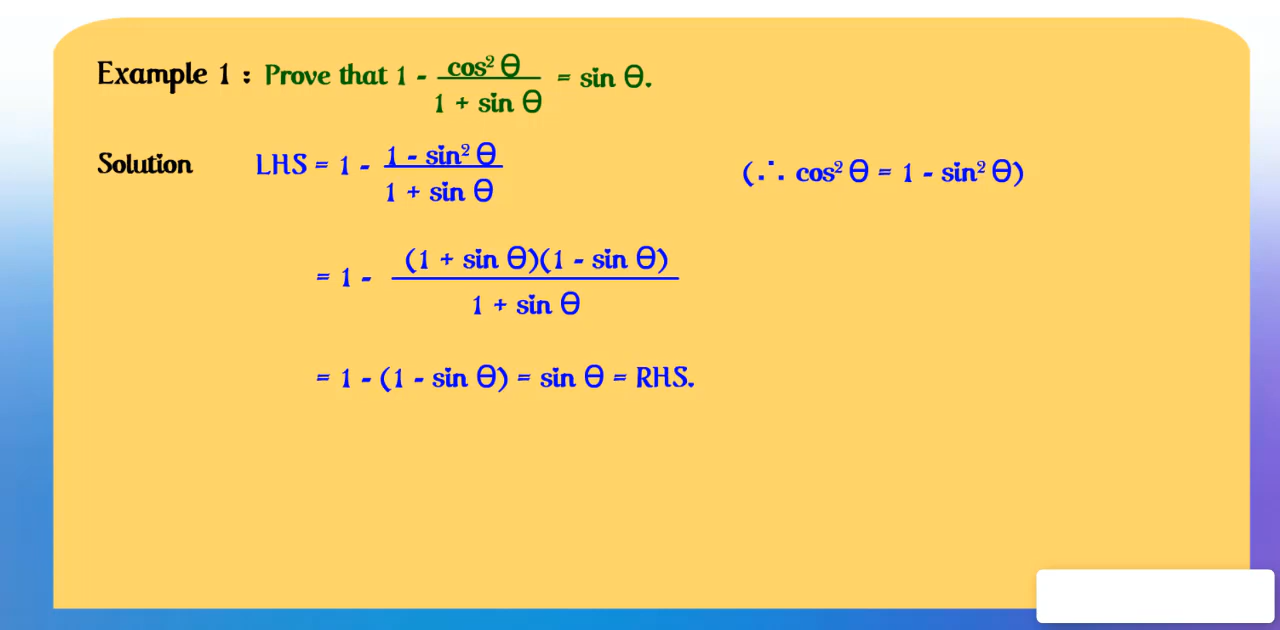 Example 1 : Prove that 1 - cos² θ / 1 + sin θ = sin θ.
Solution LHS = 1 - 1 - sin² θ / 1 + sin θ (∴ cos² θ = 1 - sin² θ)
= 1 - (1 + sin θ)(1 - sin θ) / 1 + sin θ
= 1 - (1 - sin θ) = sin θ = RHS.